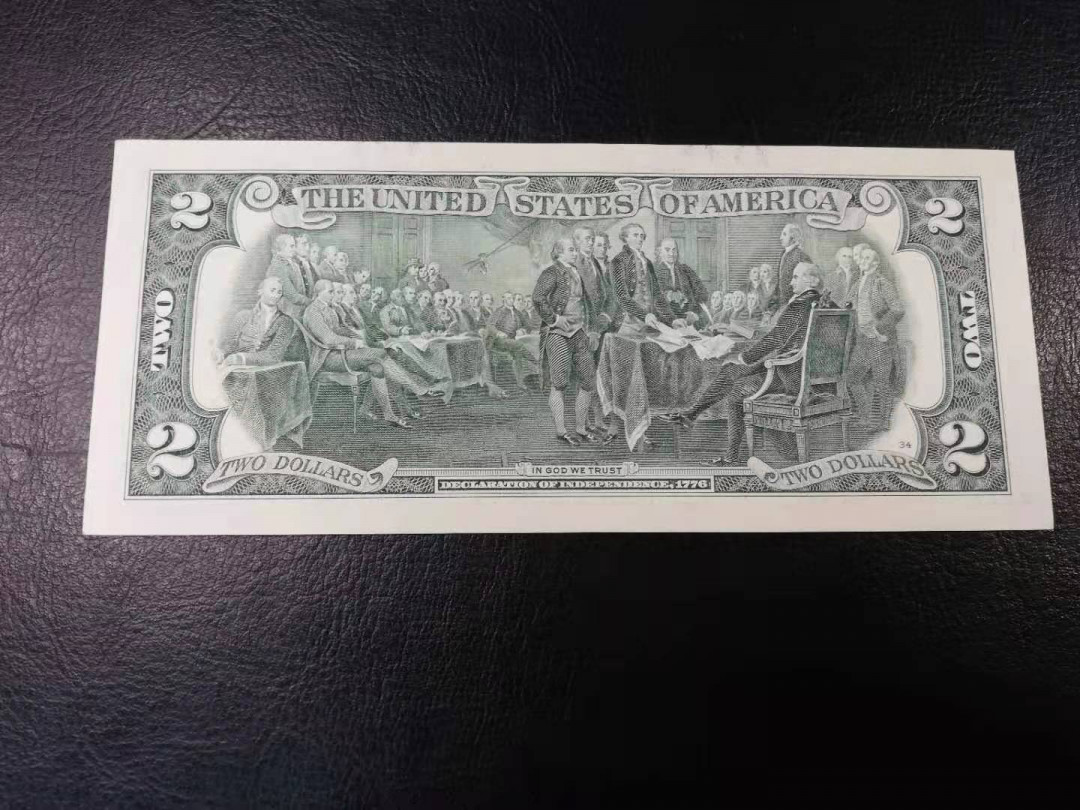 2 THE UNITED STATES OF AMERICA 2
TWO TWO
34
2 TWO DOLLARS IN GOD WE TRUST TWO DOLLARS 2
DECLARATION OF INDEPENDENCE, 1776